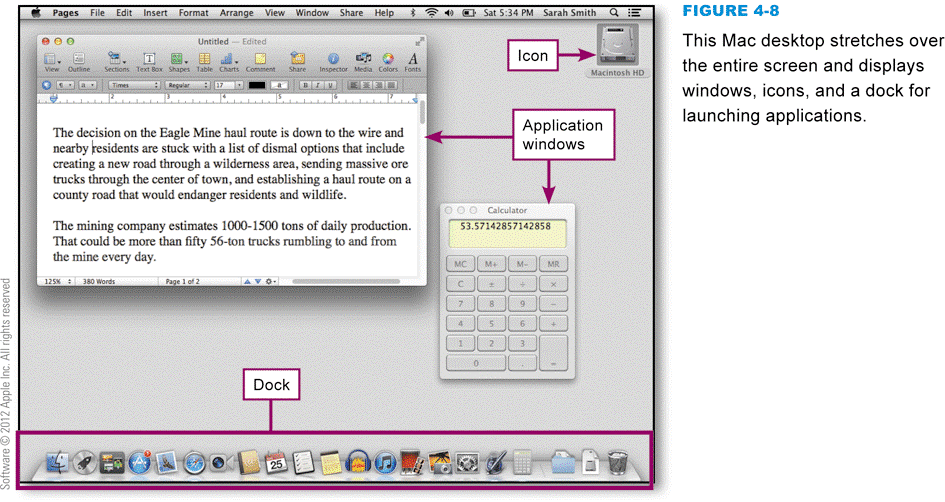 Pages File Edit Insert Format Arrange View Window Share Help Sat 5:34 PM Sarah Smith
Untitled — Edited
View Outline Sections Text Box Shapes Table Charts Comment Share Inspector Media Colors Fonts
Times Regular 17 a B I U
0 1 2 3 4 5 6 7
The decision on the Eagle Mine haul route is down to the wire and
nearby residents are stuck with a list of dismal options that include
creating a new road through a wilderness area, sending massive ore
trucks through the center of town, and establishing a haul route on a
county road that would endanger residents and wildlife.
The mining company estimates 1000-1500 tons of daily production.
That could be more than fifty 56-ton trucks rumbling to and from
the mine every day.
125% 380 Words Page 1 of 2
Icon
Macintosh HD
Application
windows
Calculator
53.57142857142858
MC M+ M– MR
C ± ÷ ×
7 8 9 –
4 5 6 +
1 2 3
0 . =
Dock
25
Software © 2012 Apple Inc. All rights reserved
FIGURE 4-8
This Mac desktop stretches over
the entire screen and displays
windows, icons, and a dock for
launching applications.